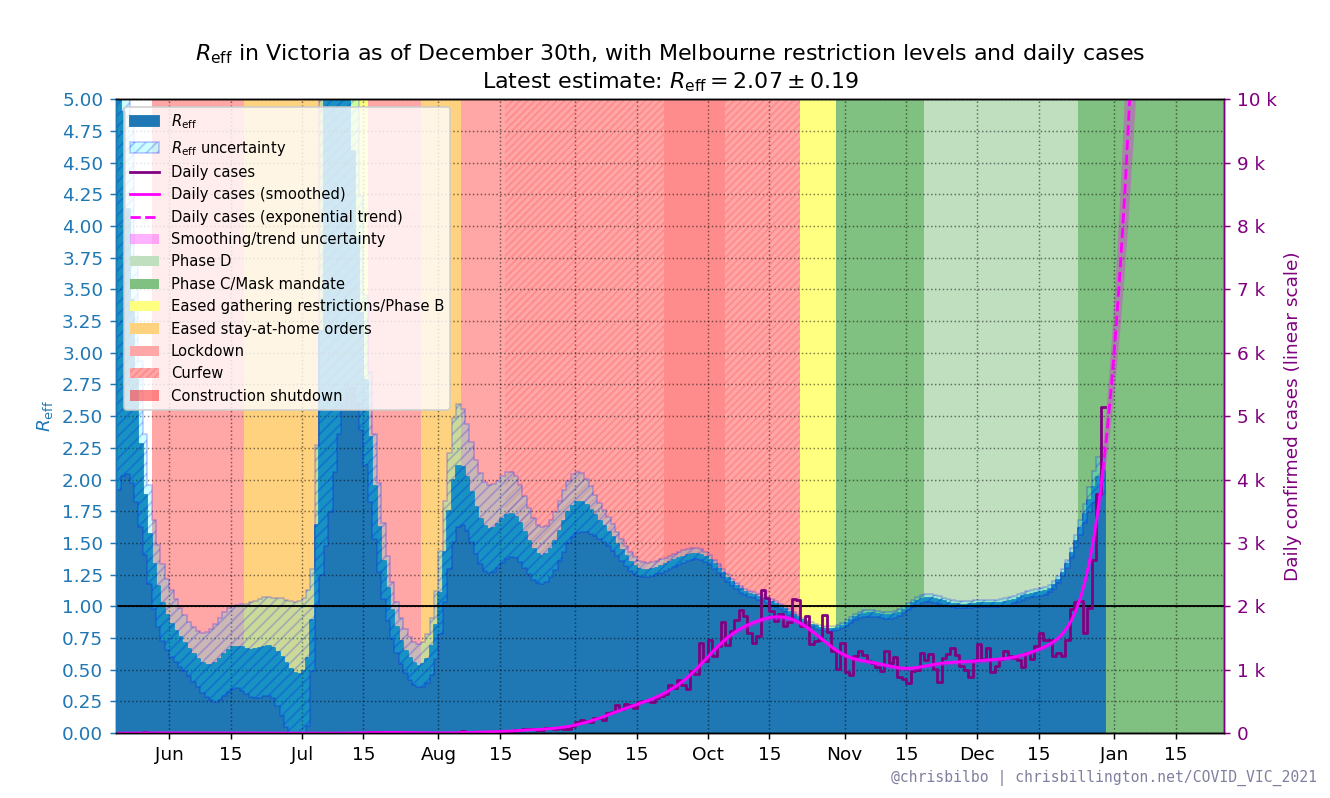 Reff in Victoria as of December 30th, with Melbourne restriction levels and daily cases
Latest estimate: Reff = 2.07 ± 0.19
Reff
Reff uncertainty
Daily cases
Daily cases (smoothed)
Daily cases (exponential trend)
Smoothing/trend uncertainty
Phase D
Phase C/Mask mandate
Eased gathering restrictions/Phase B
Eased stay-at-home orders
Lockdown
Curfew
Construction shutdown
Reff
5.00
4.75
4.50
4.25
4.00
3.75
3.50
3.25
3.00
2.75
2.50
2.25
2.00
1.75
1.50
1.25
1.00
0.75
0.50
0.25
0.00
10 k
9 k
8 k
7 k
6 k
5 k
4 k
3 k
2 k
1 k
0
Daily confirmed cases (linear scale)
Jun 15 Jul 15 Aug 15 Sep 15 Oct 15 Nov 15 Dec 15 Jan 15
@chrisbilbo | chrisbillington.net/COVID_VIC_2021